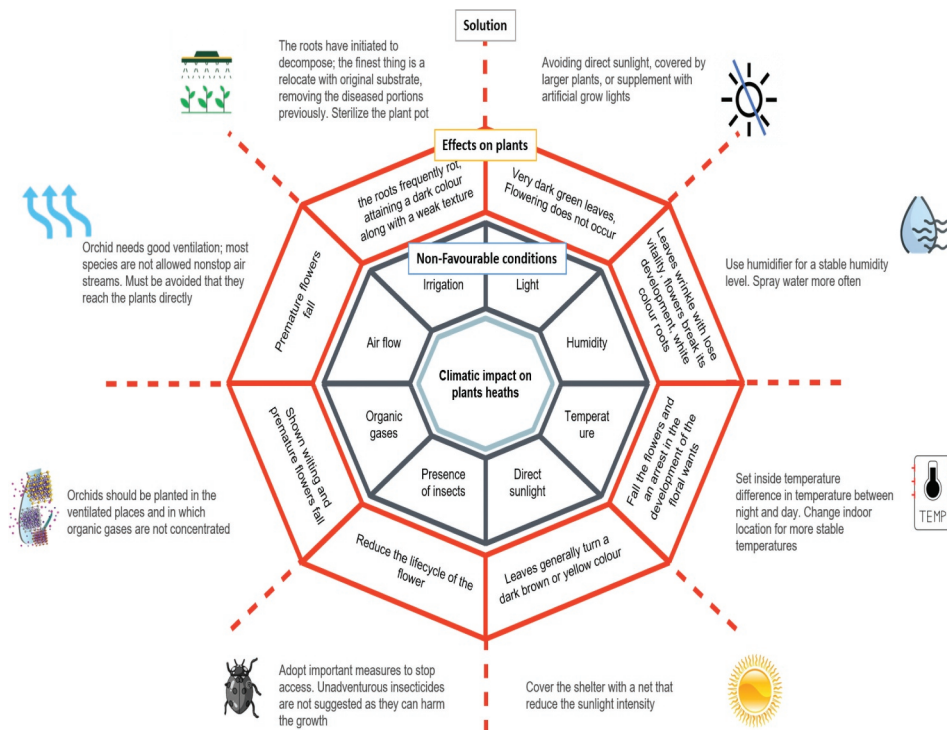 Solution
The roots have initiated to
decompose; the finest thing is a
relocate with original substrate,
removing the diseased portions
previously. Sterilize the plant pot
Avoiding direct sunlight, covered by
larger plants, or supplement with
artificial grow lights
Effects on plants
the roots frequently rot,
attaining a dark colour
along with a weak texture
Very dark green leaves,
Flowering does not occur
Orchid needs good ventilation; most
species are not allowed nonstop air
streams. Must be avoided that they
reach the plants directly
Premature flowers
fall
Non-Favourable conditions
Irrigation
Light
Leaves wrinkle with lose
vitality, flowers break its
development, white
colour roots
Use humidifier for a stable humidity
level. Spray water more often
Air flow
Humidity
Climatic impact on
plants heaths
Organic
gases
Temperat
ure
Presence
of insects
Direct
sunlight
Shown wilting and
premature flowers fall
Fall the flowers and
an arrest in the
development of the
floral wants
Orchids should be planted in the
ventilated places and in which
organic gases are not concentrated
Set inside temperature
difference in temperature between
night and day. Change indoor
location for more stable
temperatures
TEMP
Reduce the lifecycle of the
flower
Leaves generally turn a
dark brown or yellow colour
Adopt important measures to stop
access. Unadventurous insecticides
are not suggested as they can harm
the growth
Cover the shelter with a net that
reduce the sunlight intensity